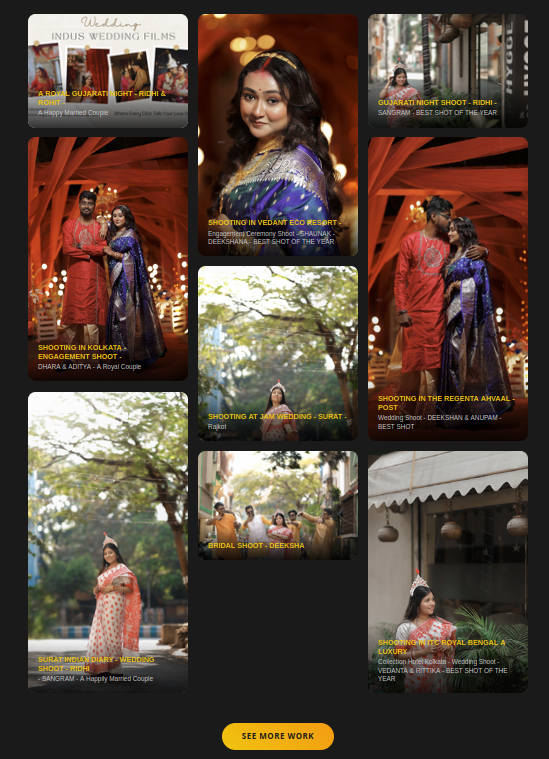 Wedding
INDUS WEDDING FILMS
A ROYAL GUJARATI NIGHT - RIDHI &
ROHIT
A Happy Married Couple
Where Every Click Tells Your Love
SHOOTING IN KOLKATA -
ENGAGEMENT SHOOT -
DHARA & ADITYA - A Royal Couple
SURAT INDIAN DIARY - WEDDING
SHOOT - RIDHI
- SANGRAM - A Happily Married Couple
SHOOTING IN VEDANT ECO RESORT -
Engagement Ceremony Shoot - SHAUNAK -
DEEKSHANA - BEST SHOT OF THE YEAR
SHOOTING AT JAM WEDDING - SURAT -
Rajkot
BRIDAL SHOOT - DEEKSHA
HYGGE
GUJARATI NIGHT SHOOT - RIDHI -
SANGRAM - BEST SHOT OF THE YEAR
SHOOTING IN THE REGENTA AHVAAL -
POST
Wedding Shoot - DEEKSHAN & ANUPAM -
BEST SHOT
SHOOTING IN ITC ROYAL BENGAL A
LUXURY
Collection Hotel Kolkata - Wedding Shoot -
VEDANTA & RITTIKA - BEST SHOT OF THE
YEAR
SEE MORE WORK